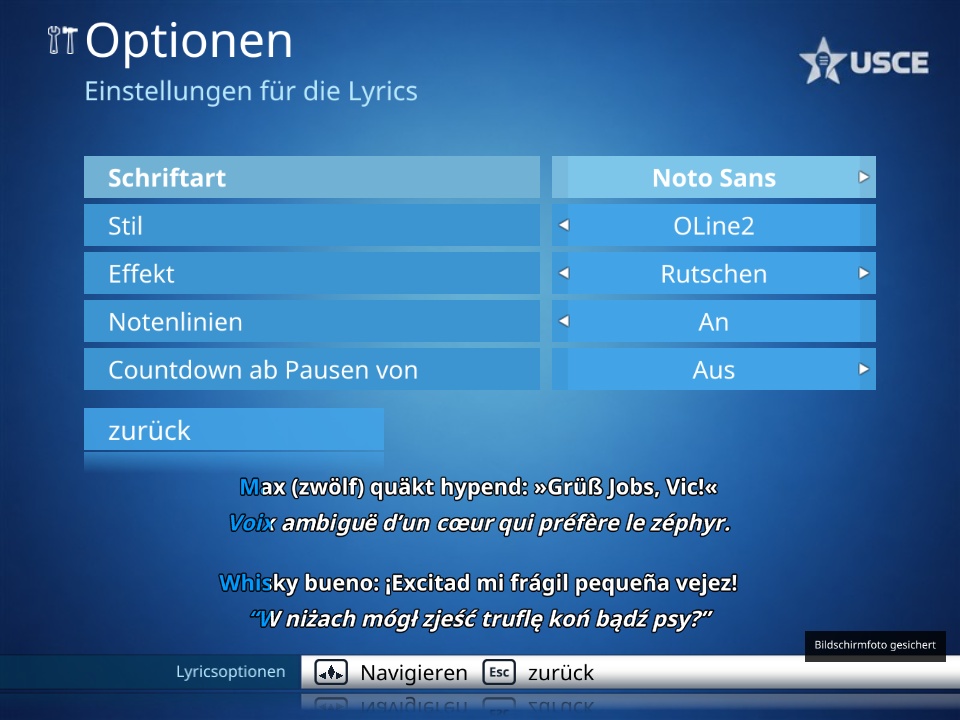 Optionen
USCE
Einstellungen für die Lyrics
Schriftart Noto Sans
Stil OLine2
Effekt Rutschen
Notenlinien An
Countdown ab Pausen von Aus
zurück
Max (zwölf) quäkt hypend: »Grüß Jobs, Vic!«
Voix ambiguë d’un cœur qui préfère le zéphyr.
Whisky bueno: ¡Excitad mi frágil pequeña vejez!
“W niżach mógł zjeść truflę koń bądź psy?”
Bildschirmfoto gesichert
Lyricsoptionen Navigieren Esc zurück